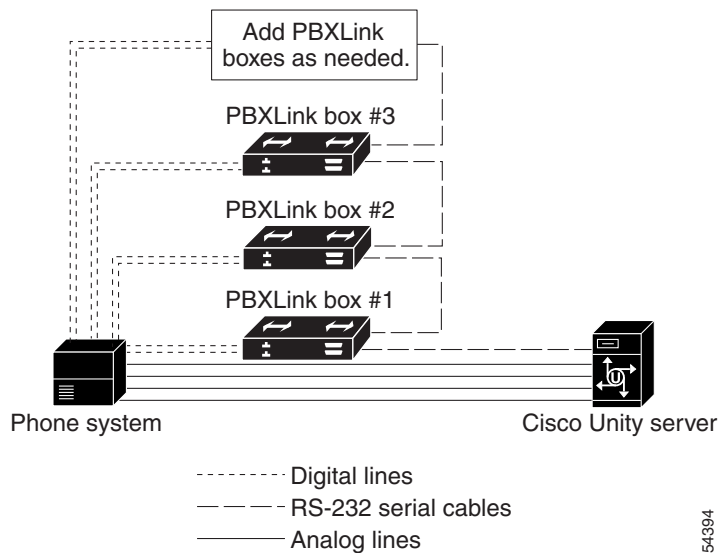 Add PBXLink
boxes as needed.
PBXLink box #3
PBXLink box #2
PBXLink box #1
Phone system
Cisco Unity server
U
Digital lines
RS-232 serial cables
Analog lines
54394